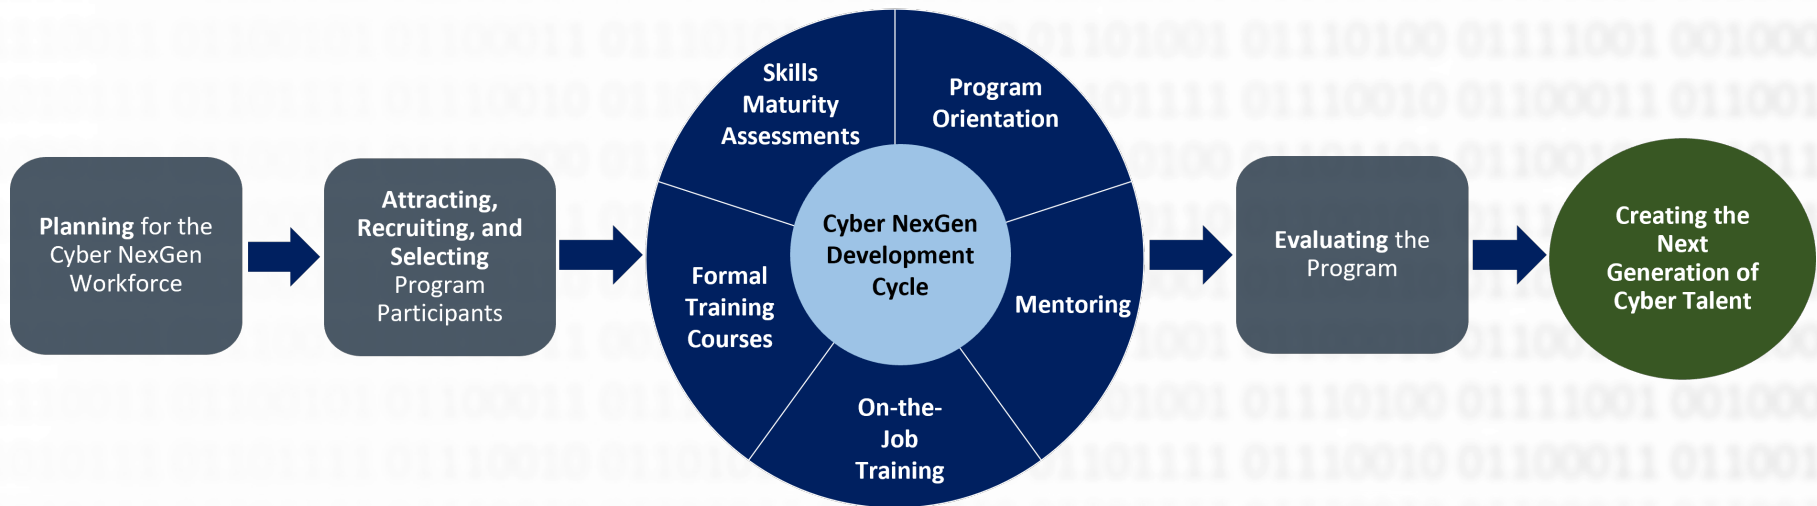 Planning for the
Cyber NexGen
Workforce
Attracting,
Recruiting, and
Selecting
Program
Participants
Skills
Maturity
Assessments
Program
Orientation
Cyber NexGen
Development
Cycle
Formal
Training
Courses
Mentoring
On-the-
Job
Training
Evaluating the
Program
Creating the
Next
Generation of
Cyber Talent